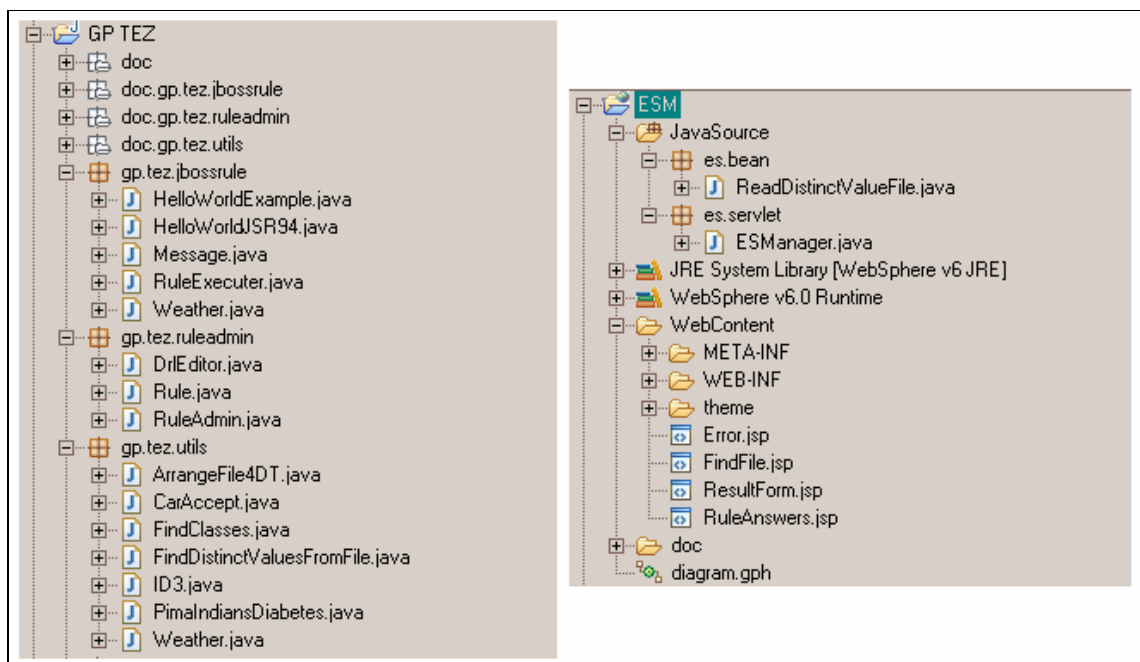 GP TEZ
doc
doc.gp.tez.jbossrule
doc.gp.tez.ruleadmin
doc.gp.tez.utils
gp.tez.jbossrule
HelloWorldExample.java
HelloWorldJSR94.java
Message.java
RuleExecuter.java
Weather.java
gp.tez.ruleadmin
DrlEditor.java
Rule.java
RuleAdmin.java
gp.tez.utils
ArrangeFile4DT.java
CarAccept.java
FindClasses.java
FindDistinctValuesFromFile.java
ID3.java
PimaIndiansDiabetes.java
Weather.java
ESM
JavaSource
es.bean
ReadDistinctValueFile.java
es.servlet
ESManager.java
JRE System Library [WebSphere v6 JRE]
WebSphere v6.0 Runtime
WebContent
META-INF
WEB-INF
theme
Error.jsp
FindFile.jsp
ResultForm.jsp
RuleAnswers.jsp
doc
diagram.gph